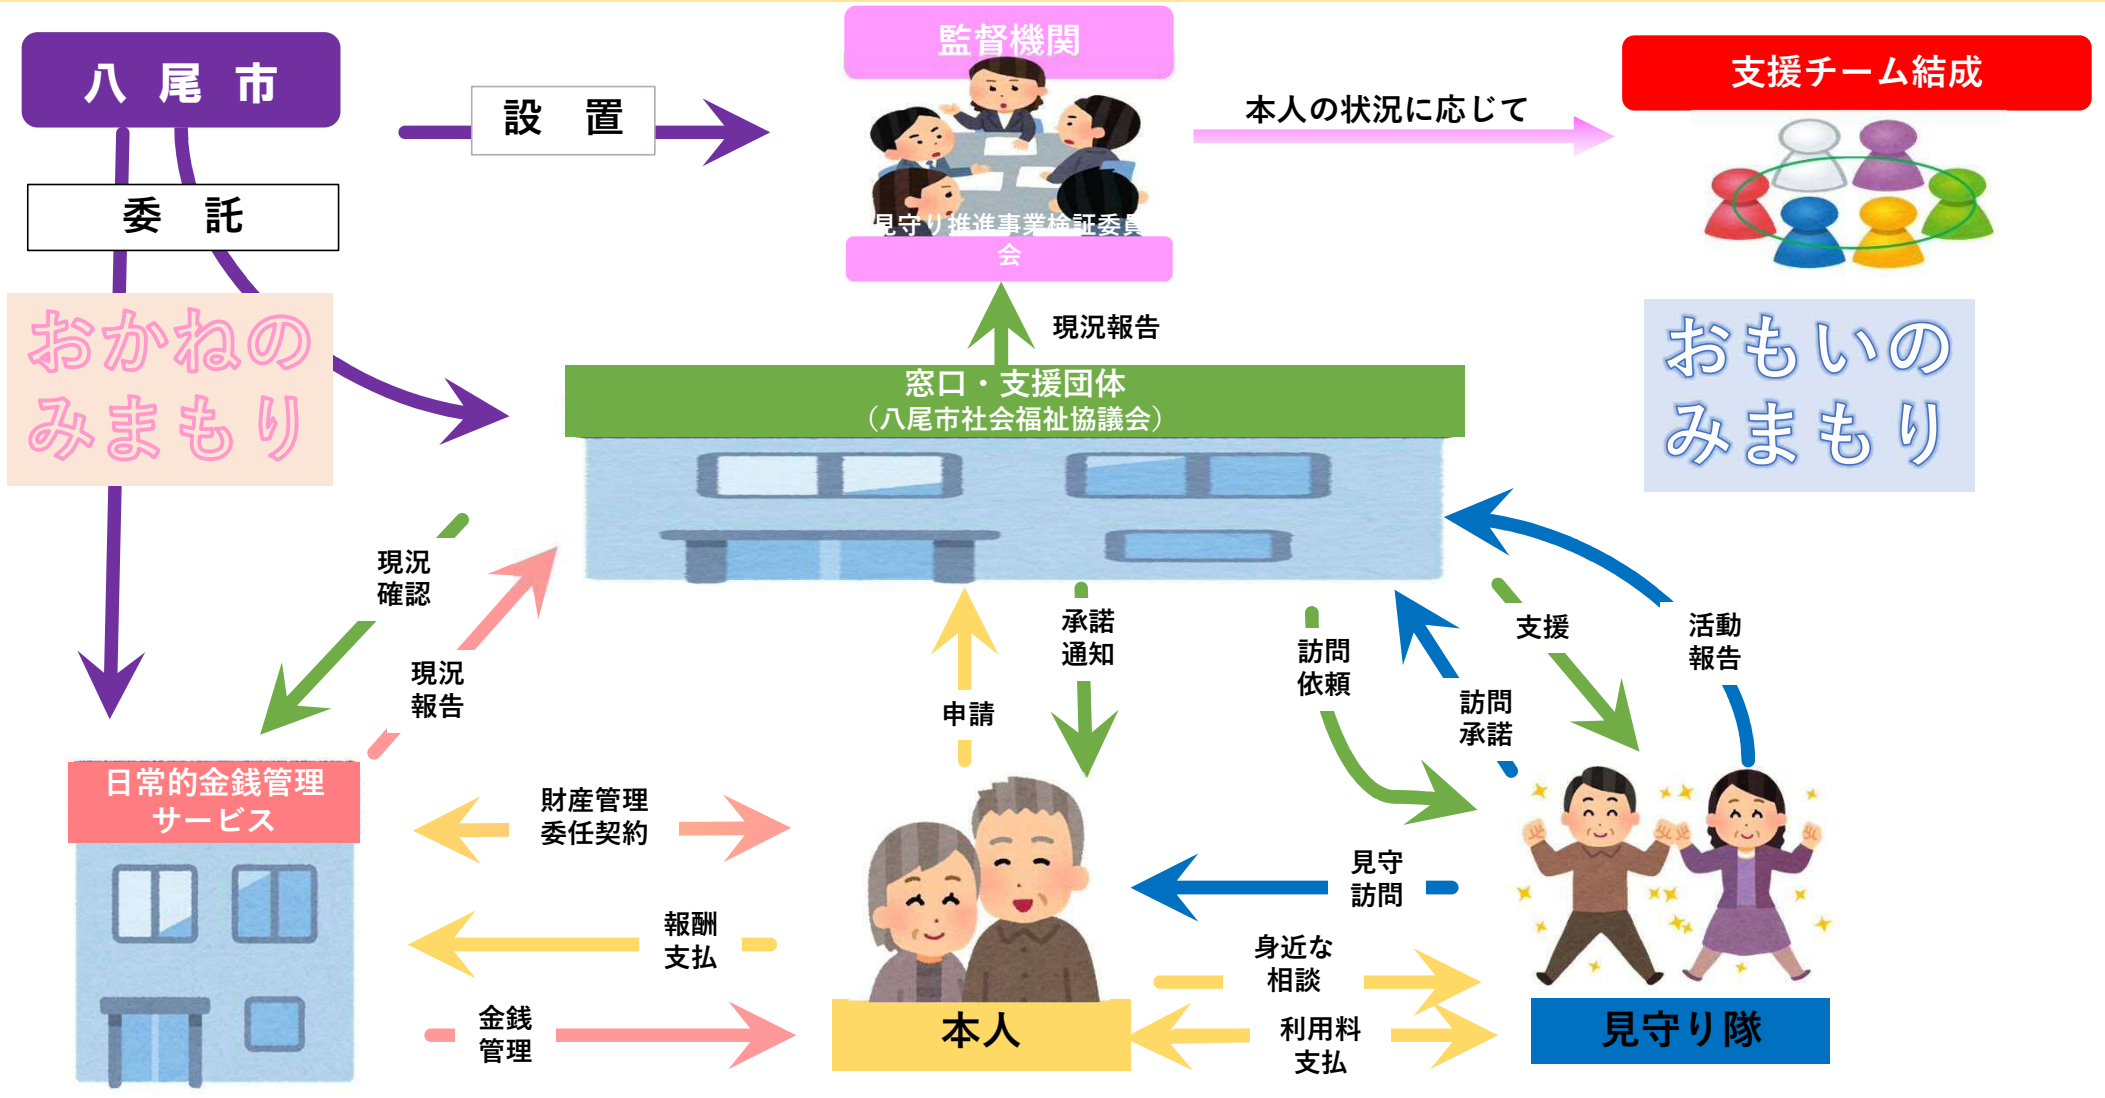 八 尾 市
監督機関
支援チーム結成
設 置
本人の状況に応じて
委 託
見守り推進事業検証委員
会
おかねの
みまもり
おもいの
みまもり
現況報告
窓口・支援団体
（八尾市社会福祉協議会）
現況
確認
現況
報告
申請
承諾
通知
訪問
依頼
訪問
承諾
支援
活動
報告
日常的金銭管理
サービス
財産管理
委任契約
報酬
支払
金銭
管理
見守
訪問
身近な
相談
利用料
支払
本人
見守り隊